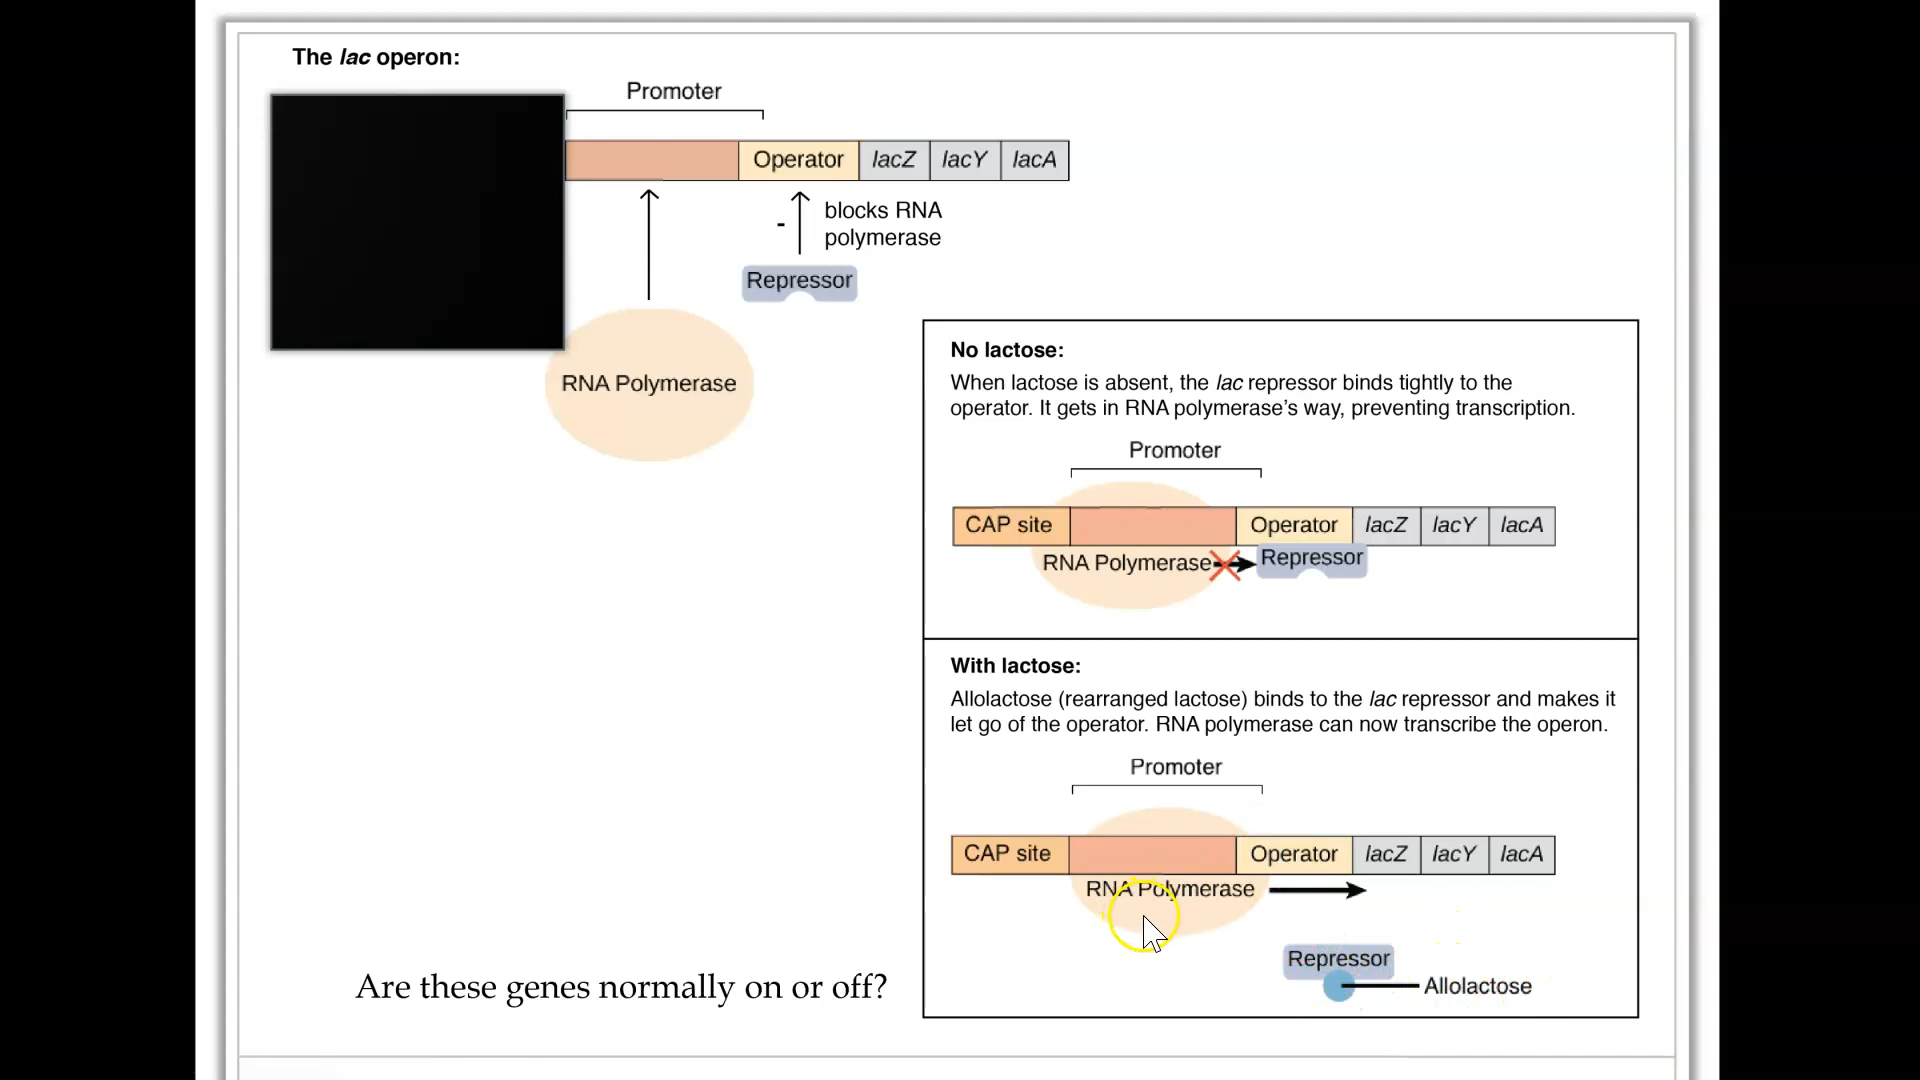 The lac operon:
Promoter
Operator lacZ lacY lacA
- blocks RNA
polymerase
Repressor
RNA Polymerase
No lactose:
When lactose is absent, the lac repressor binds tightly to the
operator. It gets in RNA polymerase’s way, preventing transcription.
Promoter
CAP site Operator lacZ lacY lacA
RNA Polymerase Repressor
With lactose:
Allolactose (rearranged lactose) binds to the lac repressor and makes it
let go of the operator. RNA polymerase can now transcribe the operon.
Promoter
CAP site Operator lacZ lacY lacA
RNA Polymerase
Repressor
Allolactose
Are these genes normally on or off?